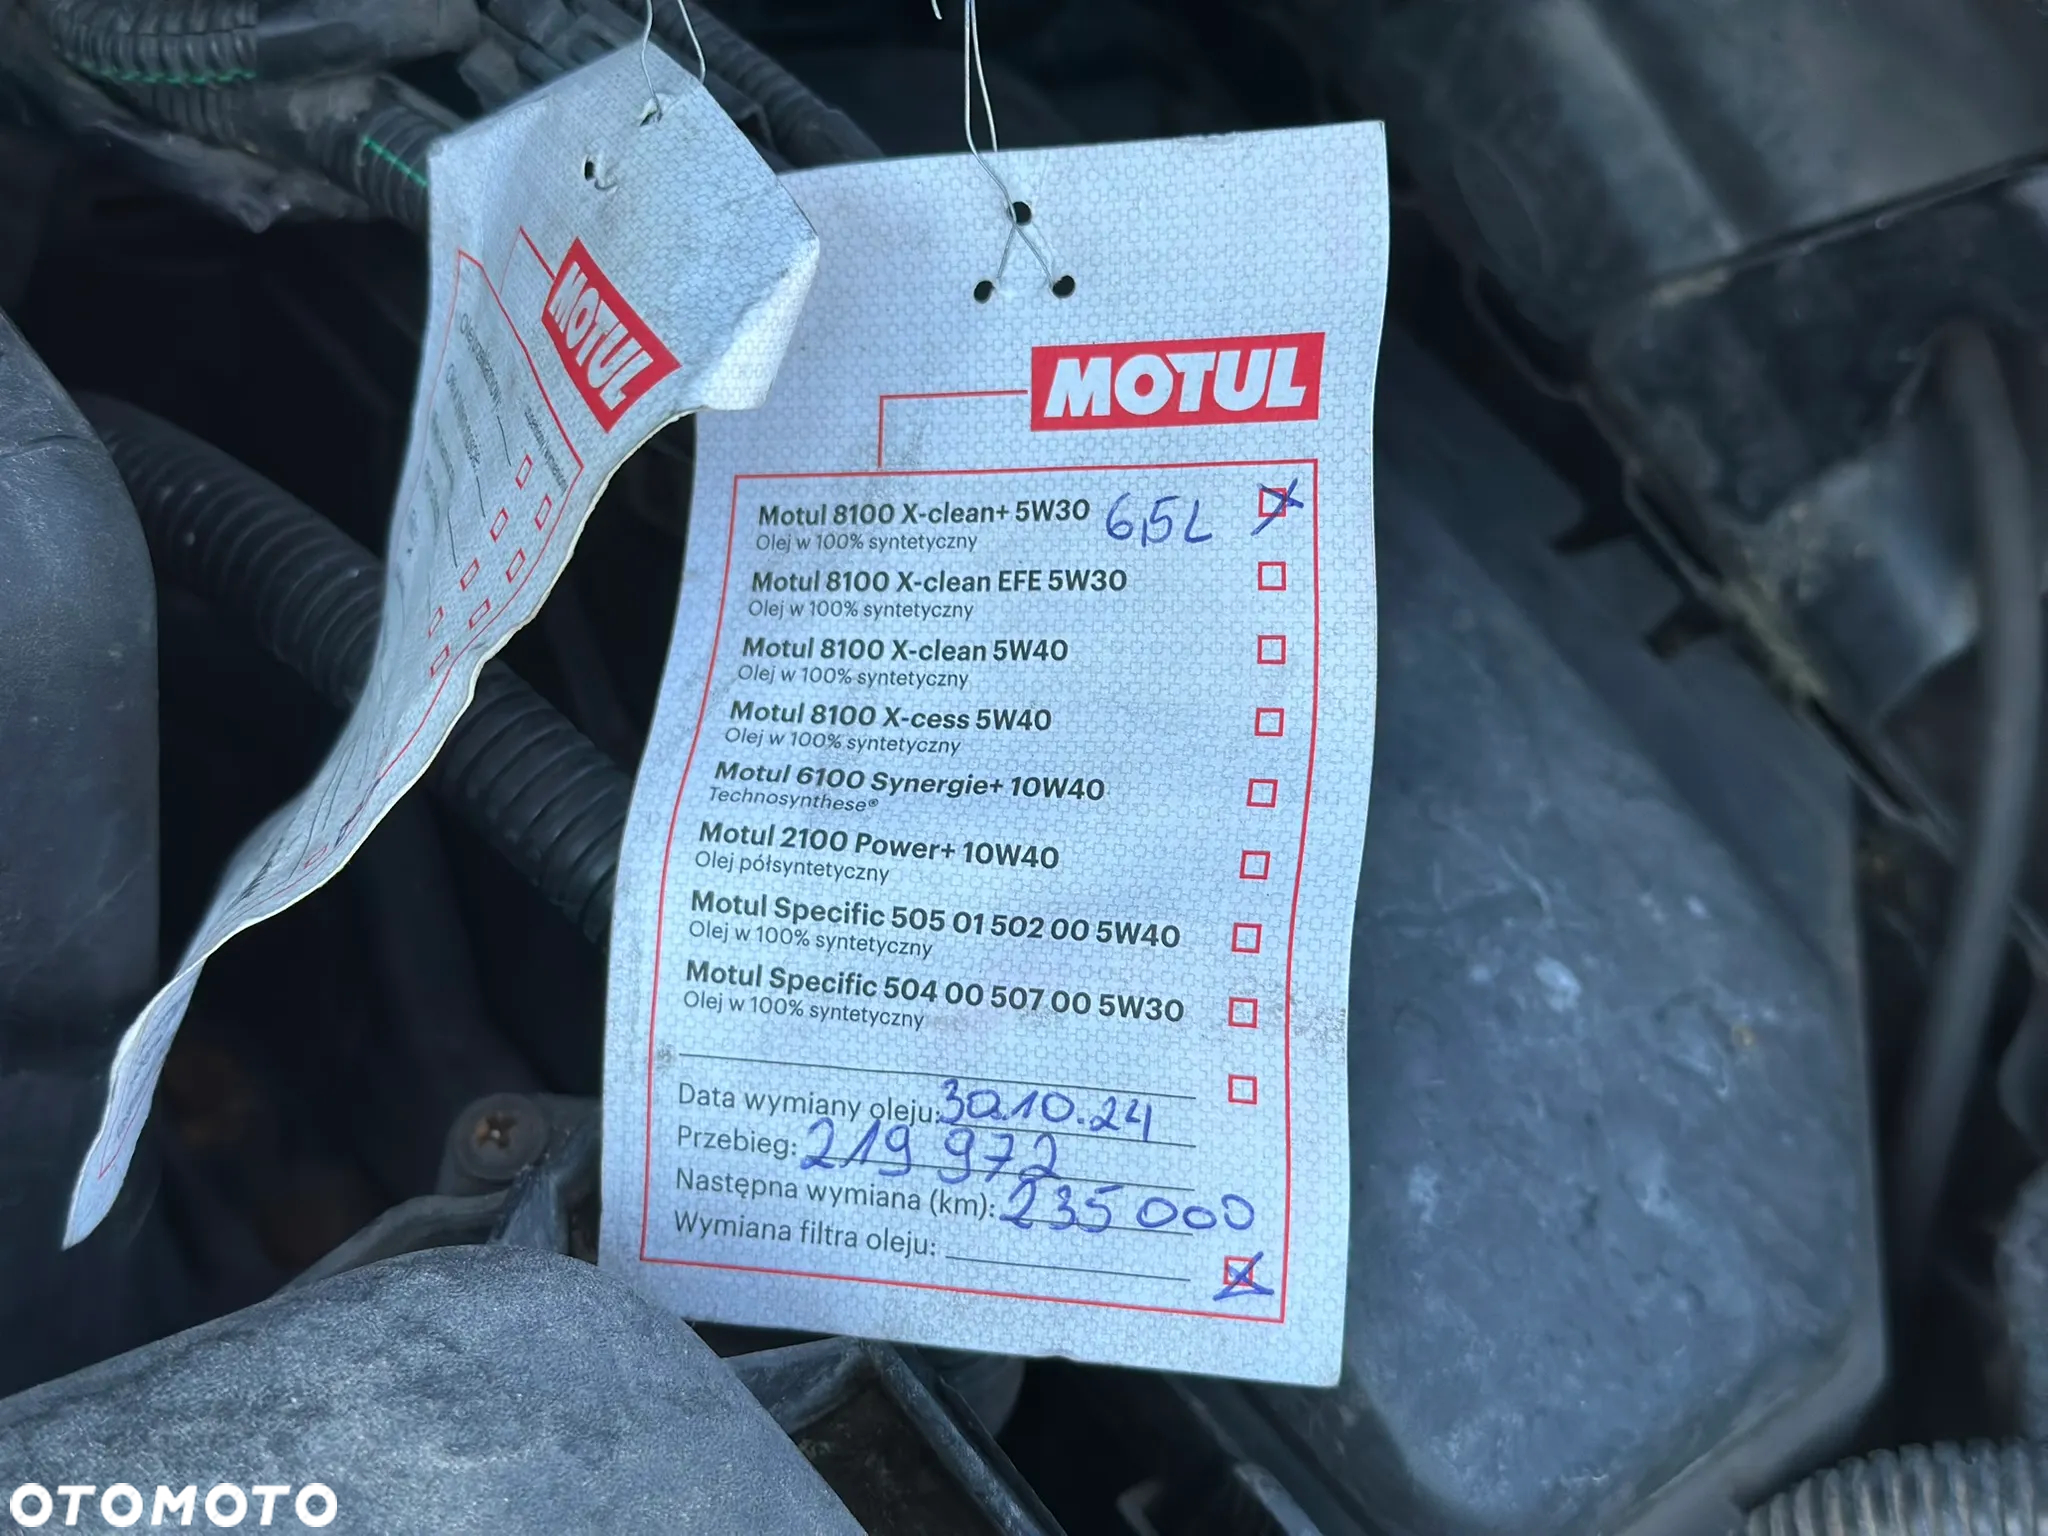 MOTUL
MOTUL
Motul 8100 X-clean+ 5W30 6,5L
Olej w 100% syntetyczny
Motul 8100 X-clean EFE 5W30
Olej w 100% syntetyczny
Motul 8100 X-clean 5W40
Olej w 100% syntetyczny
Motul 8100 X-cess 5W40
Olej w 100% syntetyczny
Motul 6100 Synergie+ 10W40
Technosynthese®
Motul 2100 Power+ 10W40
Olej półsyntetyczny
Motul Specific 505 01 502 00 5W40
Olej w 100% syntetyczny
Motul Specific 504 00 507 00 5W30
Olej w 100% syntetyczny
Data wymiany oleju: 30.10.24
Przebieg: 219 972
Następna wymiana (km): 235 000
Wymiana filtra oleju:
OTOMOTO